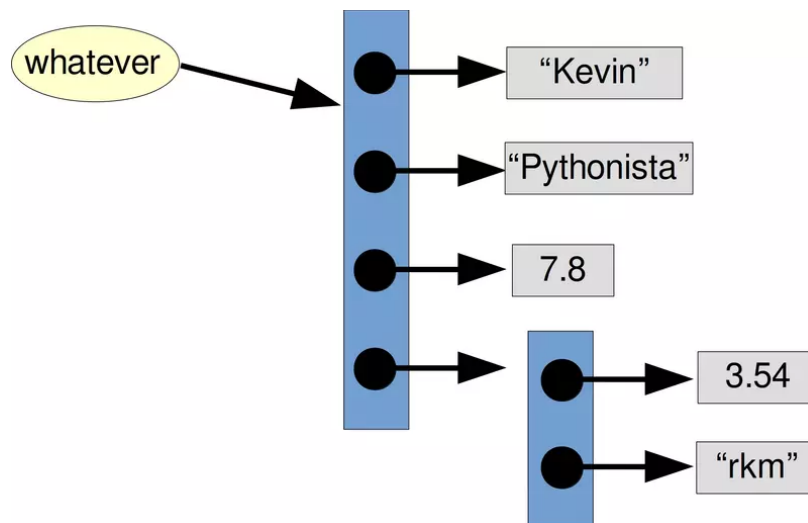 whatever
“Kevin”
“Pythonista”
7.8
3.54
“rkm”